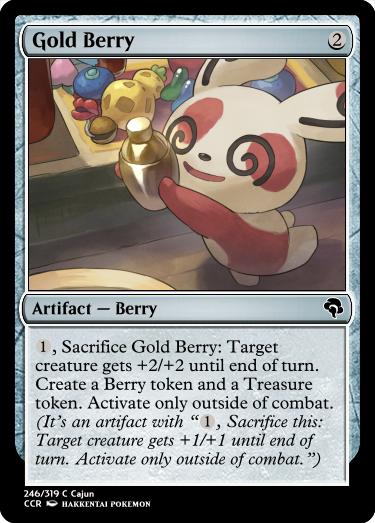 Gold Berry 2
Artifact — Berry
1, Sacrifice Gold Berry: Target
creature gets +2/+2 until end of turn.
Create a Berry token and a Treasure
token. Activate only outside of combat.
(It's an artifact with “1, Sacrifice this:
Target creature gets +1/+1 until end of
turn. Activate only outside of combat.”)
246/319 C Cajun
CCR HAKKENTAI POKEMON